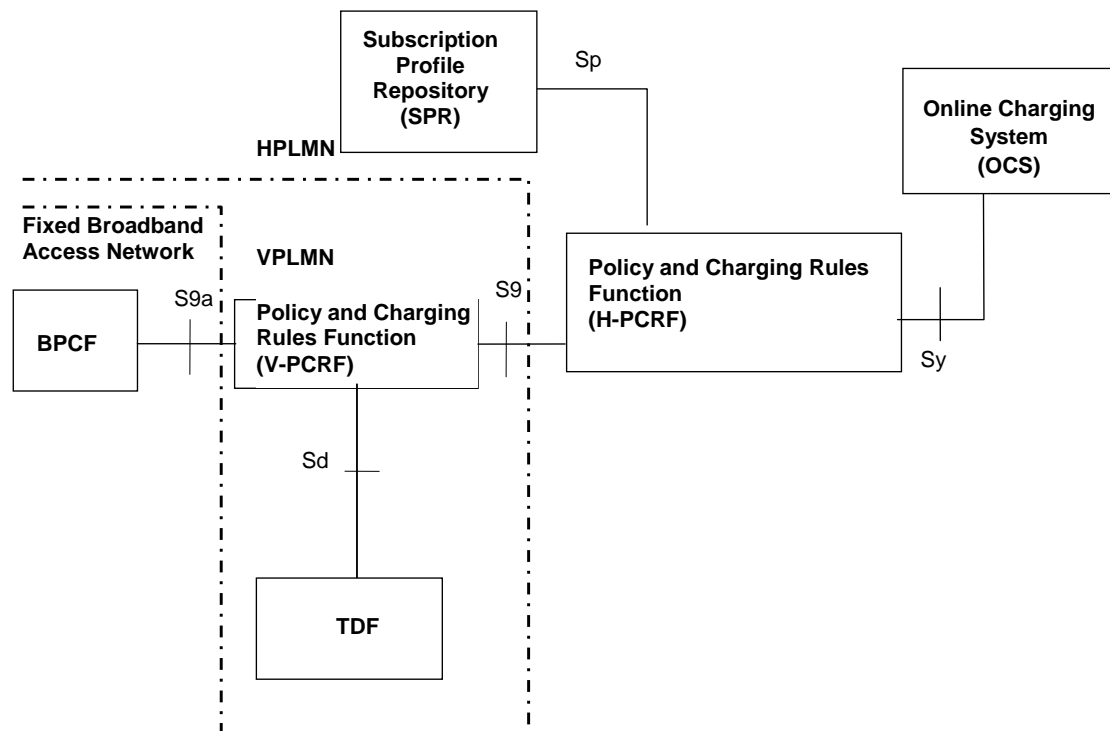 Subscription
Profile
Repository
(SPR)
Sp
Online Charging
System
(OCS)
HPLMN
Fixed Broadband
Access Network
VPLMN
S9a
S9
BPCF
Policy and Charging
Rules Function
(V-PCRF)
Policy and Charging Rules
Function
(H-PCRF)
Sy
Sd
TDF